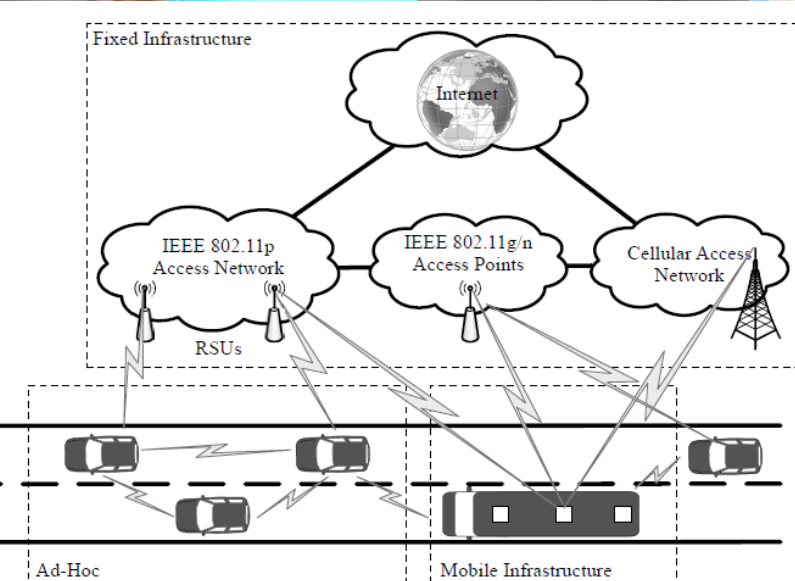 Fixed Infrastructure
Internet
IEEE 802.11p
Access Network
IEEE 802.11g/n
Access Points
Cellular Access
Network
RSUs
Ad-Hoc
Mobile Infrastructure